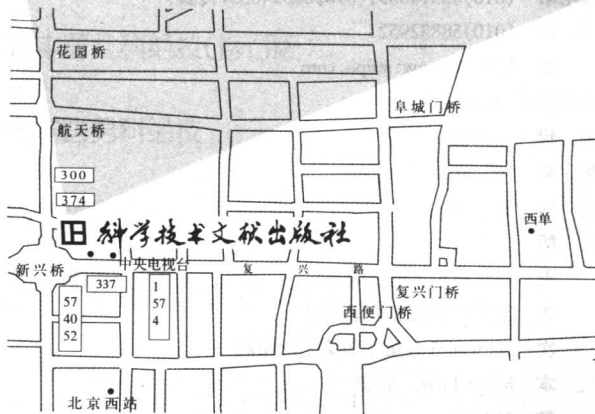 花园桥
阜城门桥
航天桥
300
374
西单
科学技术文献出版社
中央电视台
复兴路
新兴桥
337
复兴门桥
57
40
52
1
57
4
西便门桥
北京西站